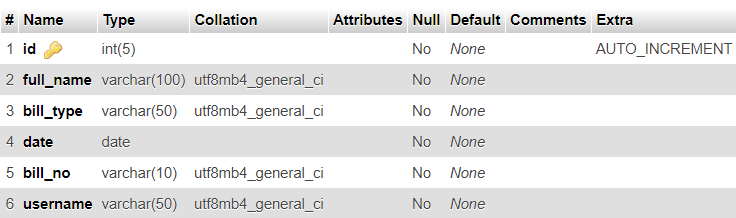 # Name Type Collation Attributes Null Default Comments Extra
1 id int(5) No None AUTO_INCREMENT
2 full_name varchar(100) utf8mb4_general_ci No None
3 bill_type varchar(50) utf8mb4_general_ci No None
4 date date No None
5 bill_no varchar(10) utf8mb4_general_ci No None
6 username varchar(50) utf8mb4_general_ci No None